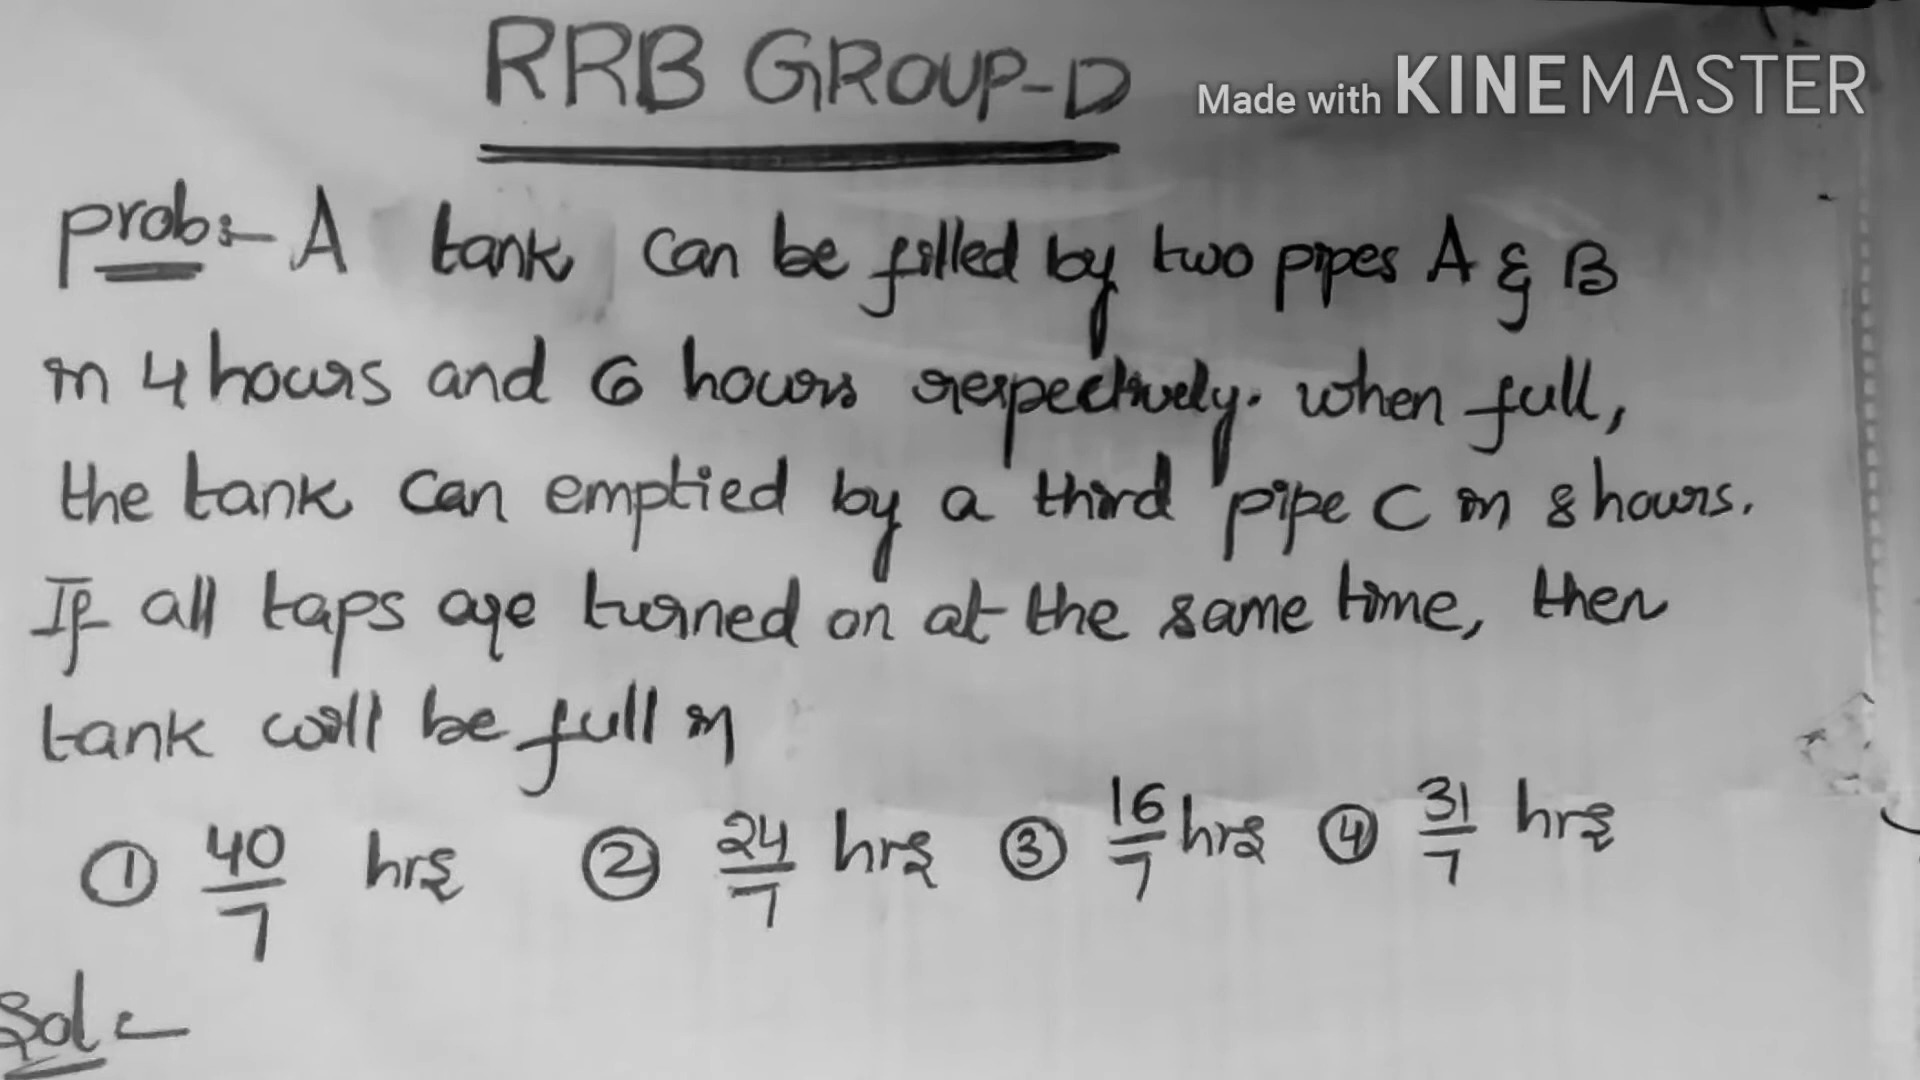 RRB GROUP-D
Made with KINEMASTER
prob:- A tank can be filled by two pipes A & B
in 4 hours and 6 hours respectively. when full,
the tank can emptied by a third pipe C in 8 hours.
If all taps are turned on at the same time, then
tank will be full in
① 40/7 hrs ② 24/7 hrs ③ 16/7 hrs ④ 31/7 hrs
Sol:-